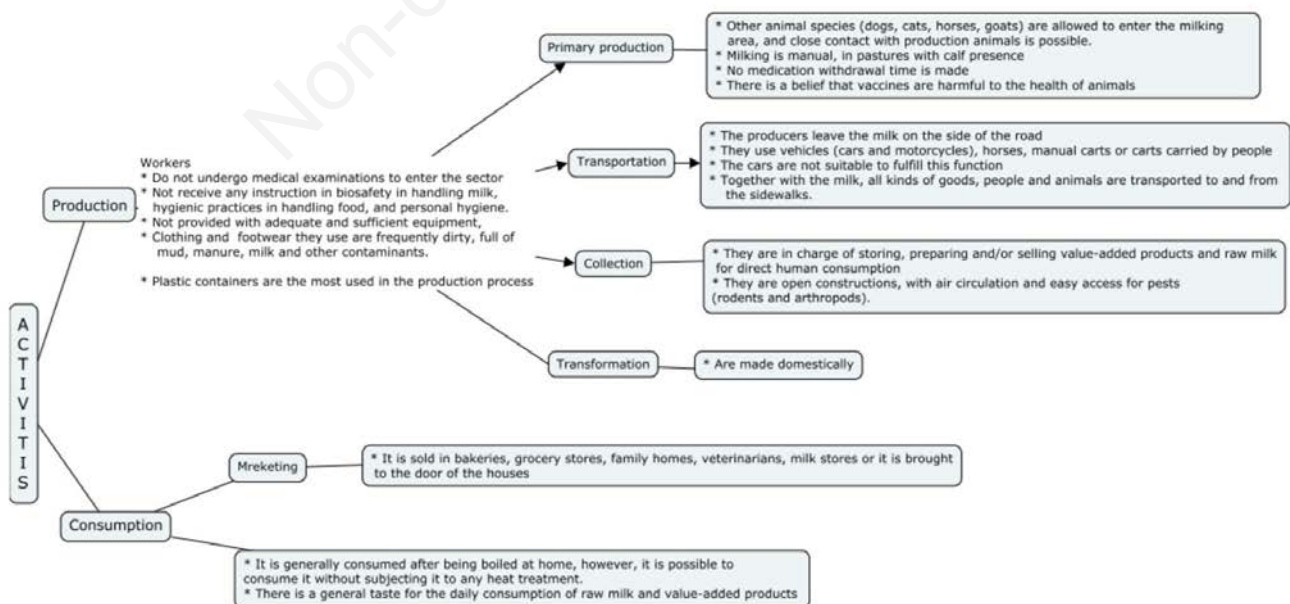 Non-c
Primary production
* Other animal species (dogs, cats, horses, goats) are allowed to enter the milking
area, and close contact with production animals is possible.
* Milking is manual, in pastures with calf presence
* No medication withdrawal time is made
* There is a belief that vaccines are harmful to the health of animals
Transportation
* The producers leave the milk on the side of the road
* They use vehicles (cars and motorcycles), horses, manual carts or carts carried by people
* The cars are not suitable to fulfill this function
* Together with the milk, all kinds of goods, people and animals are transported to and from
the sidewalks.
Production
Workers
* Do not undergo medical examinations to enter the sector
* Not receive any instruction in biosafety in handling milk,
hygienic practices in handling food, and personal hygiene.
* Not provided with adequate and sufficient equipment,
* Clothing and footwear they use are frequently dirty, full of
mud, manure, milk and other contaminants.
* Plastic containers are the most used in the production process
Collection
* They are in charge of storing, preparing and/or selling value-added products and raw milk
for direct human consumption
* They are open constructions, with air circulation and easy access for pests
(rodents and arthropods).
Transformation
* Are made domestically
A
C
T
I
V
I
T
I
S
Mreketing
* It is sold in bakeries, grocery stores, family homes, veterinarians, milk stores or it is brought
to the door of the houses
Consumption
* It is generally consumed after being boiled at home, however, it is possible to
consume it without subjecting it to any heat treatment.
* There is a general taste for the daily consumption of raw milk and value-added products